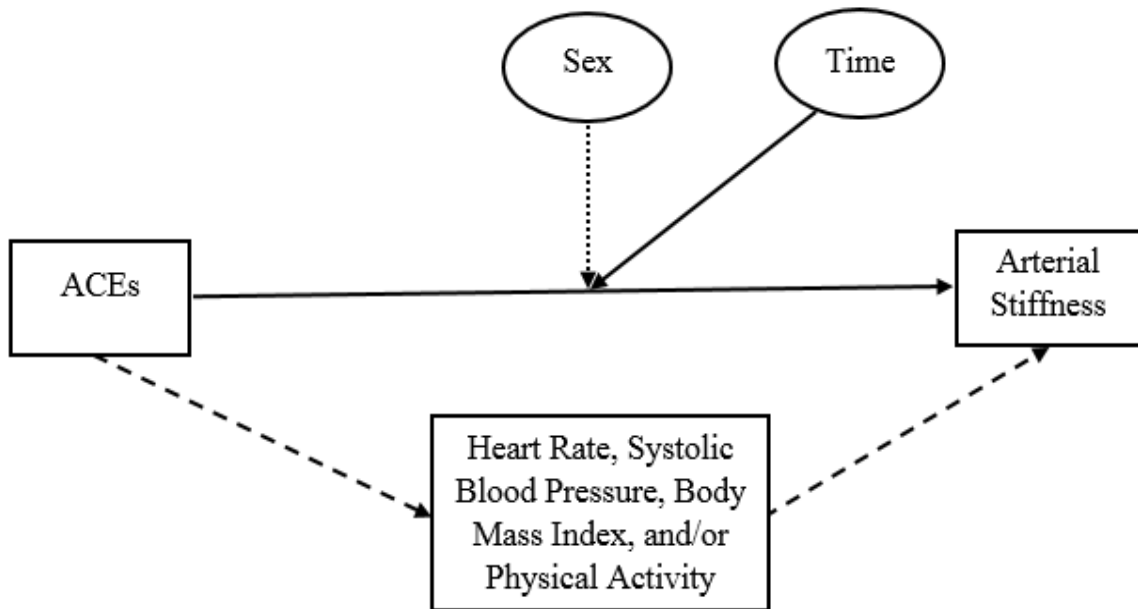 Sex
Time
ACEs
Arterial
Stiffness
Heart Rate, Systolic
Blood Pressure, Body
Mass Index, and/or
Physical Activity